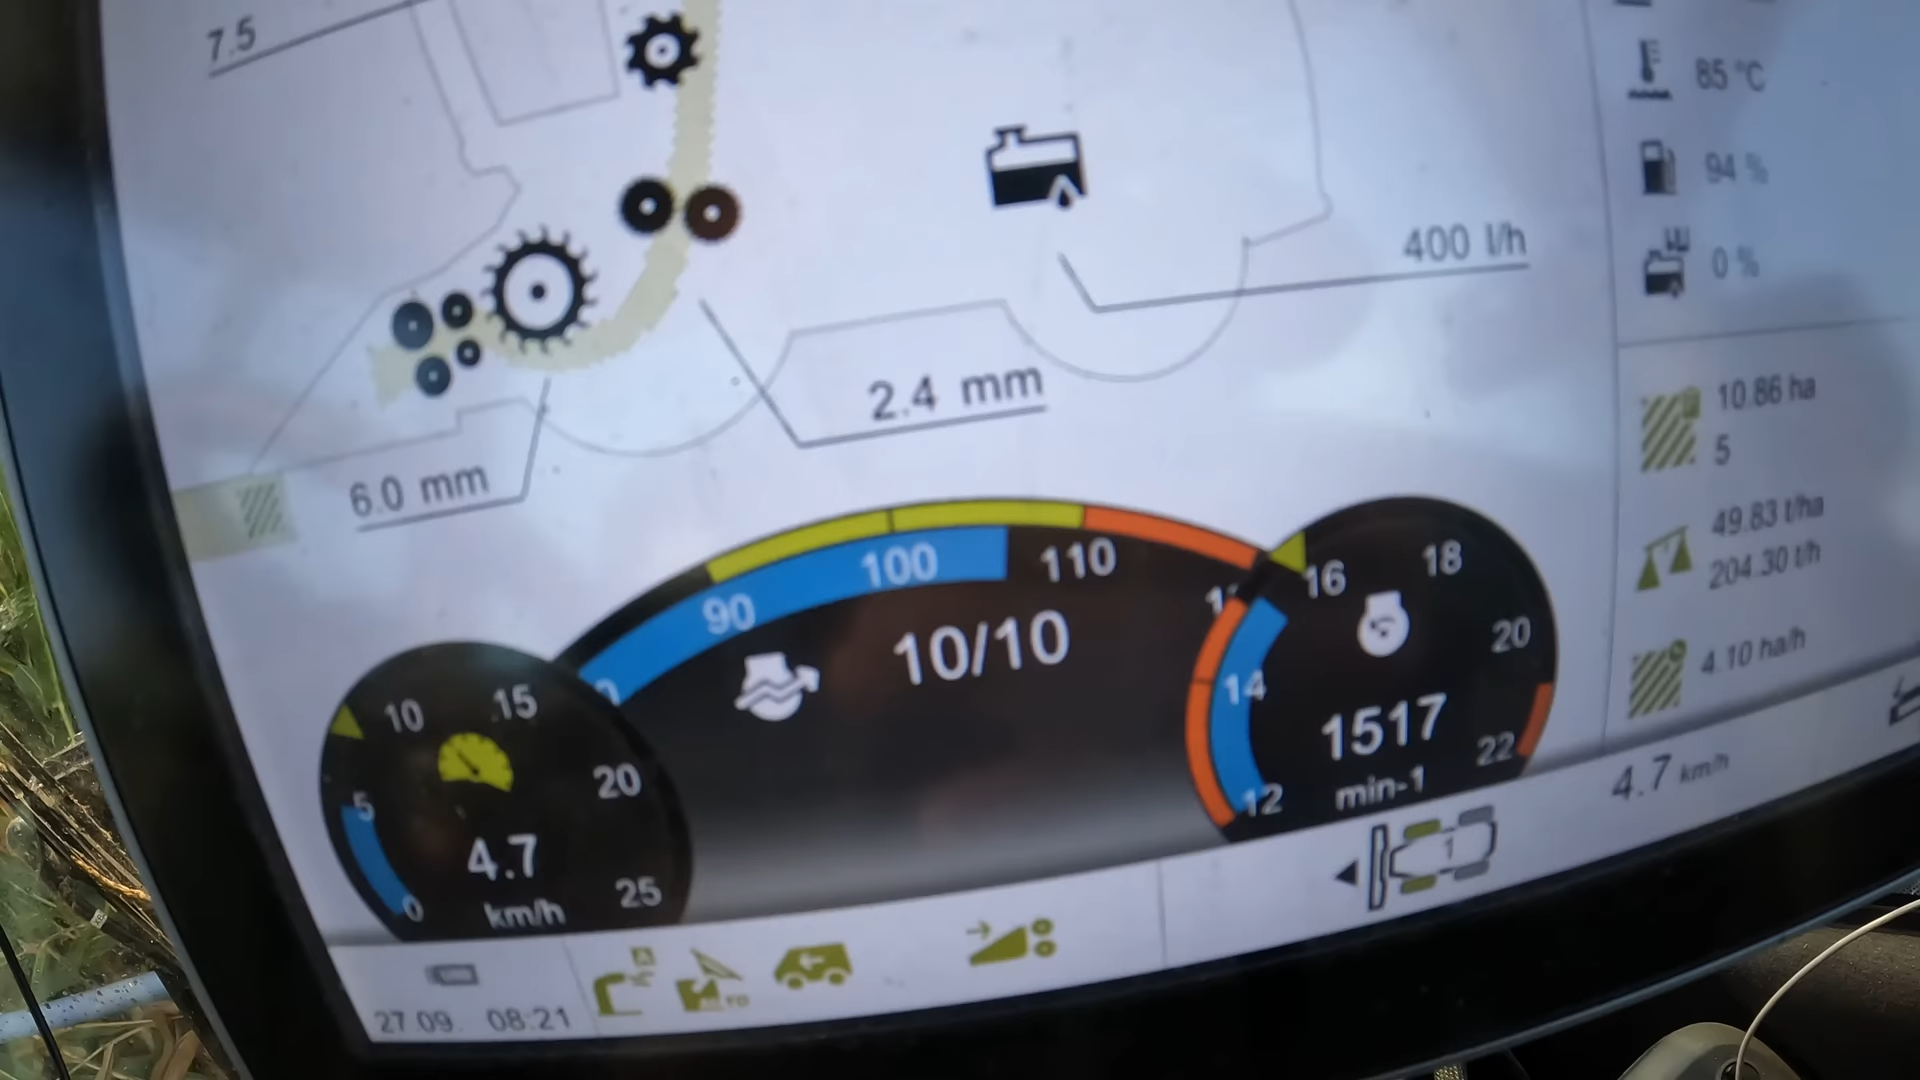 7.5
85 °C
94 %
400 l/h
0 %
2.4 mm
6.0 mm
10.86 ha
5
49.83 t/ha
204.30 t/h
4.10 ha/h
90
100
110
10/10
0
5
10
15
20
25
4.7
km/h
12
14
16
18
20
22
1517
min-1
4.7 km/h
1
27.09. 08:21